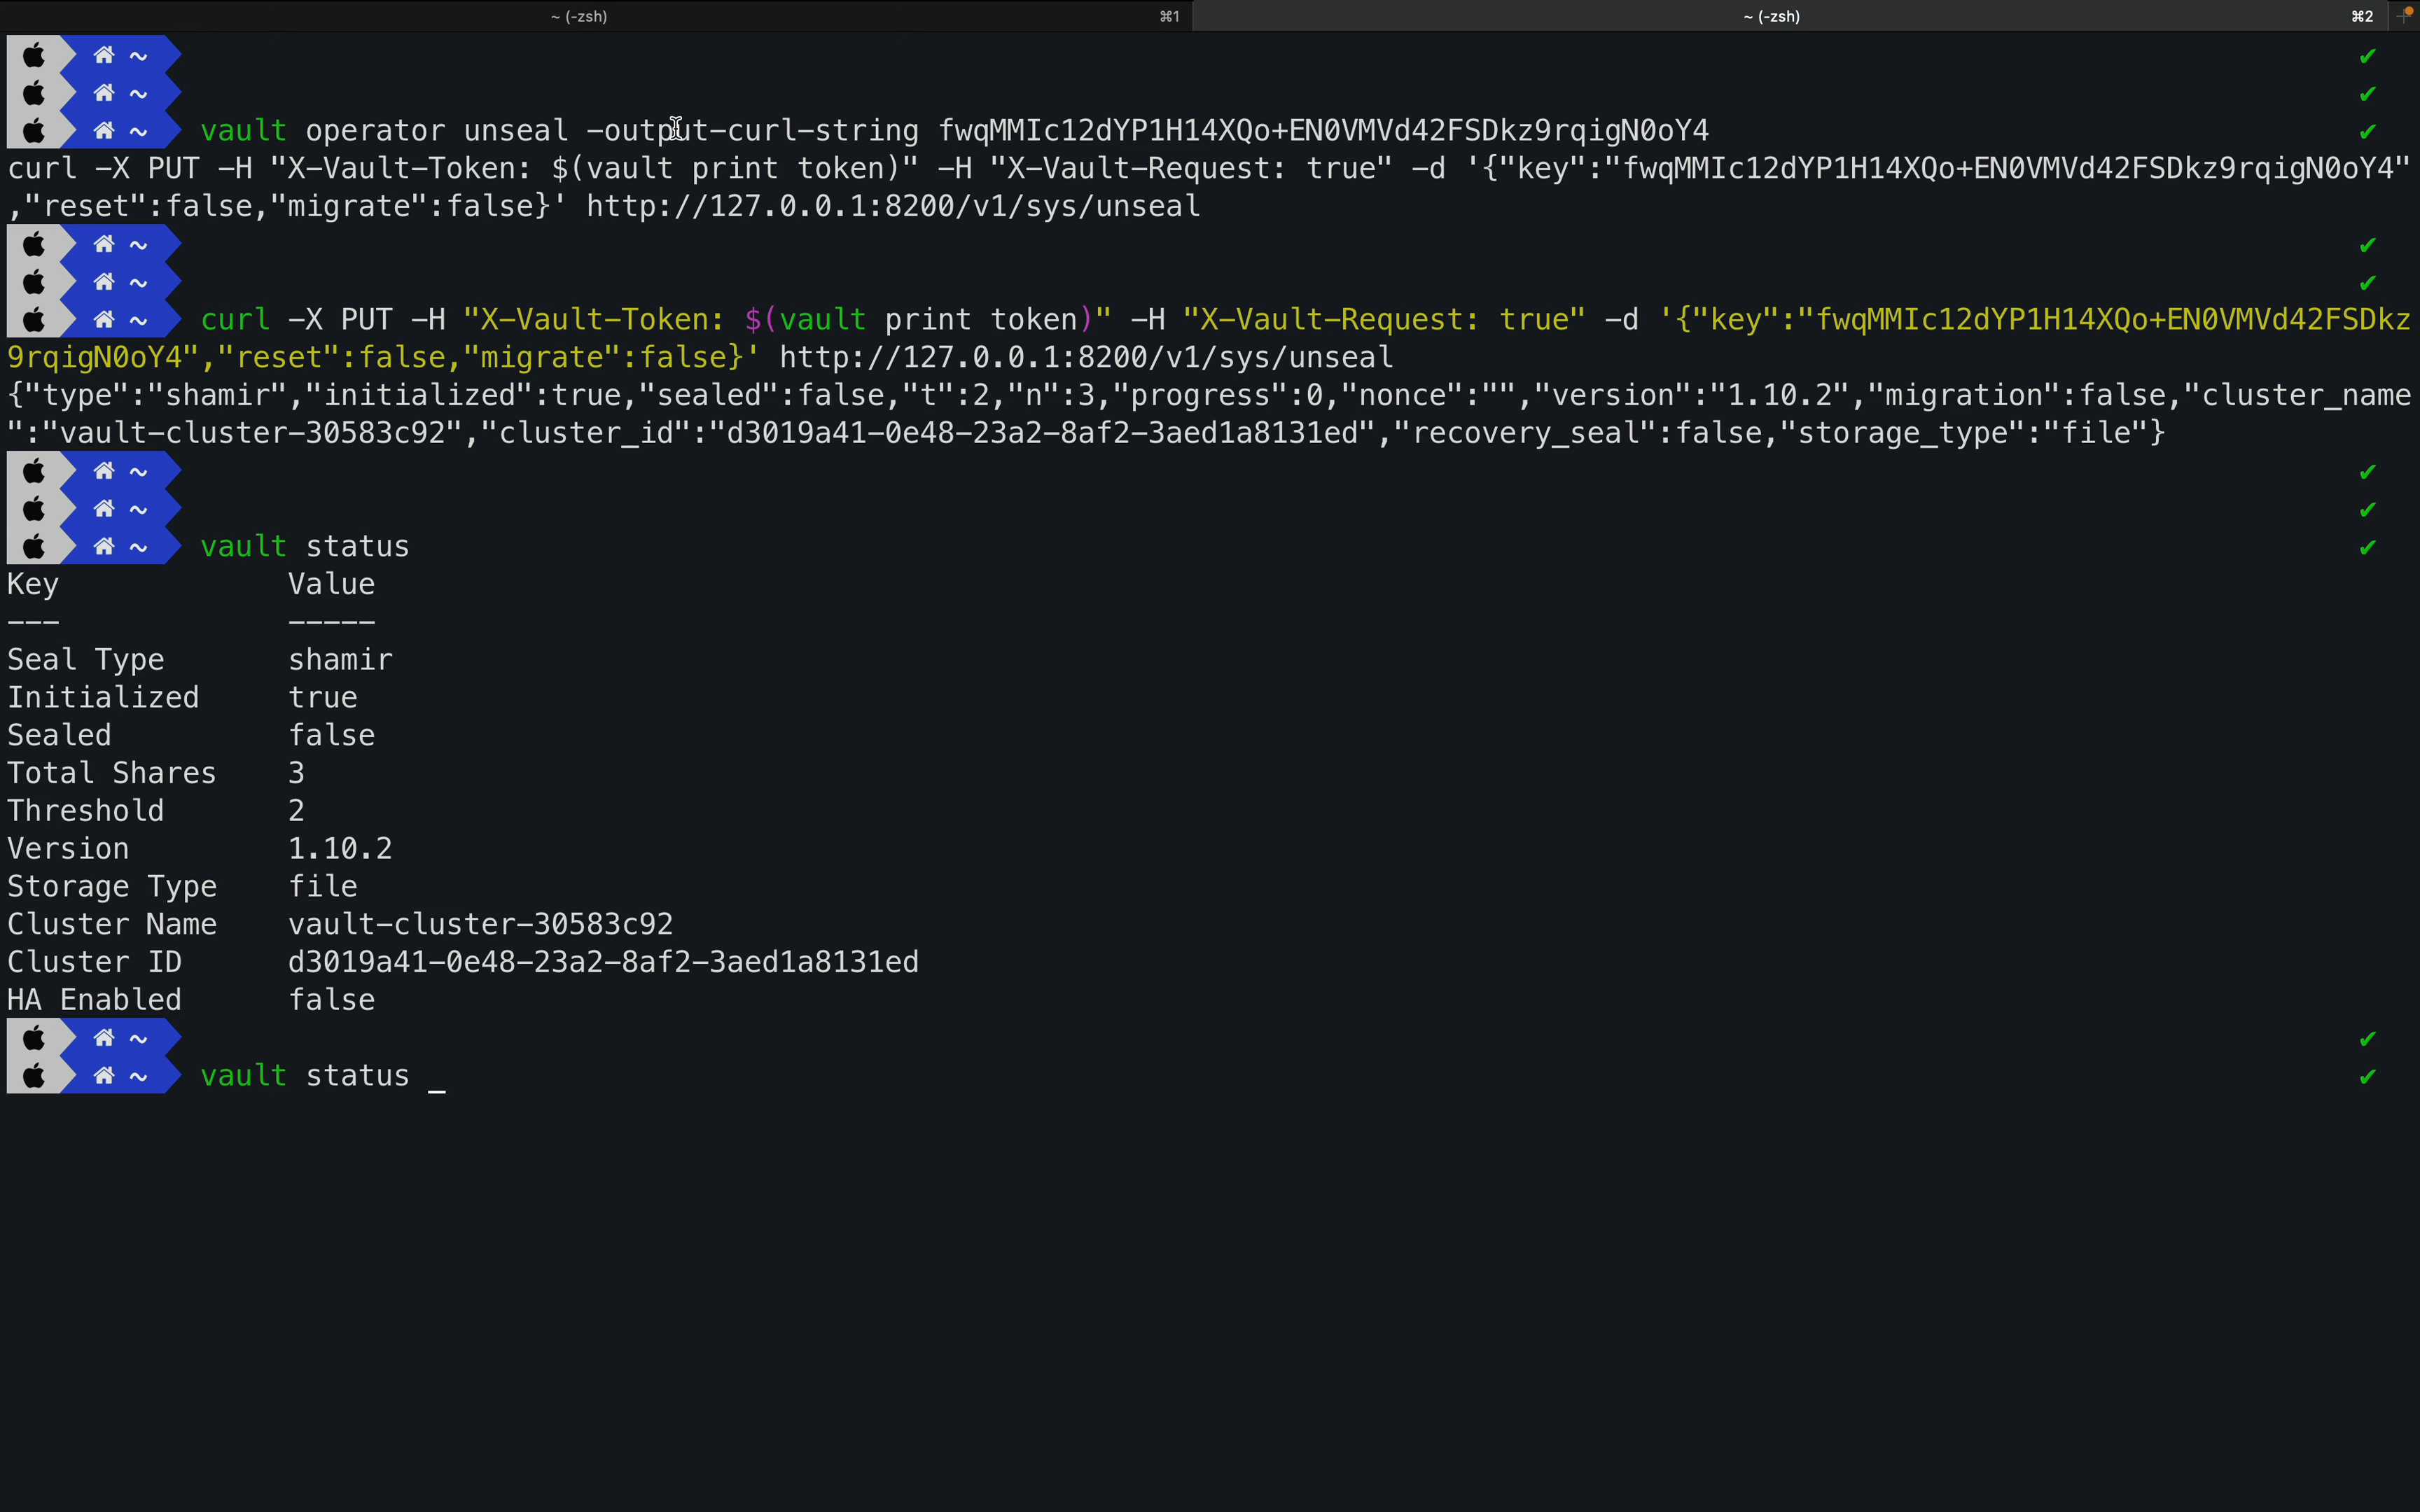 ~ (-zsh) ⌘1 ~ (-zsh) ⌘2
~ ✔
~ ✔
~ vault operator unseal -output-curl-string fwqMMIc12dYP1H14XQo+EN0VMVd42FSDkz9rqigN0oY4 ✔
curl -X PUT -H "X-Vault-Token: $(vault print token)" -H "X-Vault-Request: true" -d '{"key":"fwqMMIc12dYP1H14XQo+EN0VMVd42FSDkz9rqigN0oY4"
,"reset":false,"migrate":false}' http://127.0.0.1:8200/v1/sys/unseal
~ ✔
~ ✔
~ curl -X PUT -H "X-Vault-Token: $(vault print token)" -H "X-Vault-Request: true" -d '{"key":"fwqMMIc12dYP1H14XQo+EN0VMVd42FSDkz
9rqigN0oY4","reset":false,"migrate":false}' http://127.0.0.1:8200/v1/sys/unseal
{"type":"shamir","initialized":true,"sealed":false,"t":2,"n":3,"progress":0,"nonce":"","version":"1.10.2","migration":false,"cluster_name
":"vault-cluster-30583c92","cluster_id":"d3019a41-0e48-23a2-8af2-3aed1a8131ed","recovery_seal":false,"storage_type":"file"}
~ ✔
~ ✔
~ vault status ✔
Key Value
--- -----
Seal Type shamir
Initialized true
Sealed false
Total Shares 3
Threshold 2
Version 1.10.2
Storage Type file
Cluster Name vault-cluster-30583c92
Cluster ID d3019a41-0e48-23a2-8af2-3aed1a8131ed
HA Enabled false
~ ✔
~ vault status _ ✔